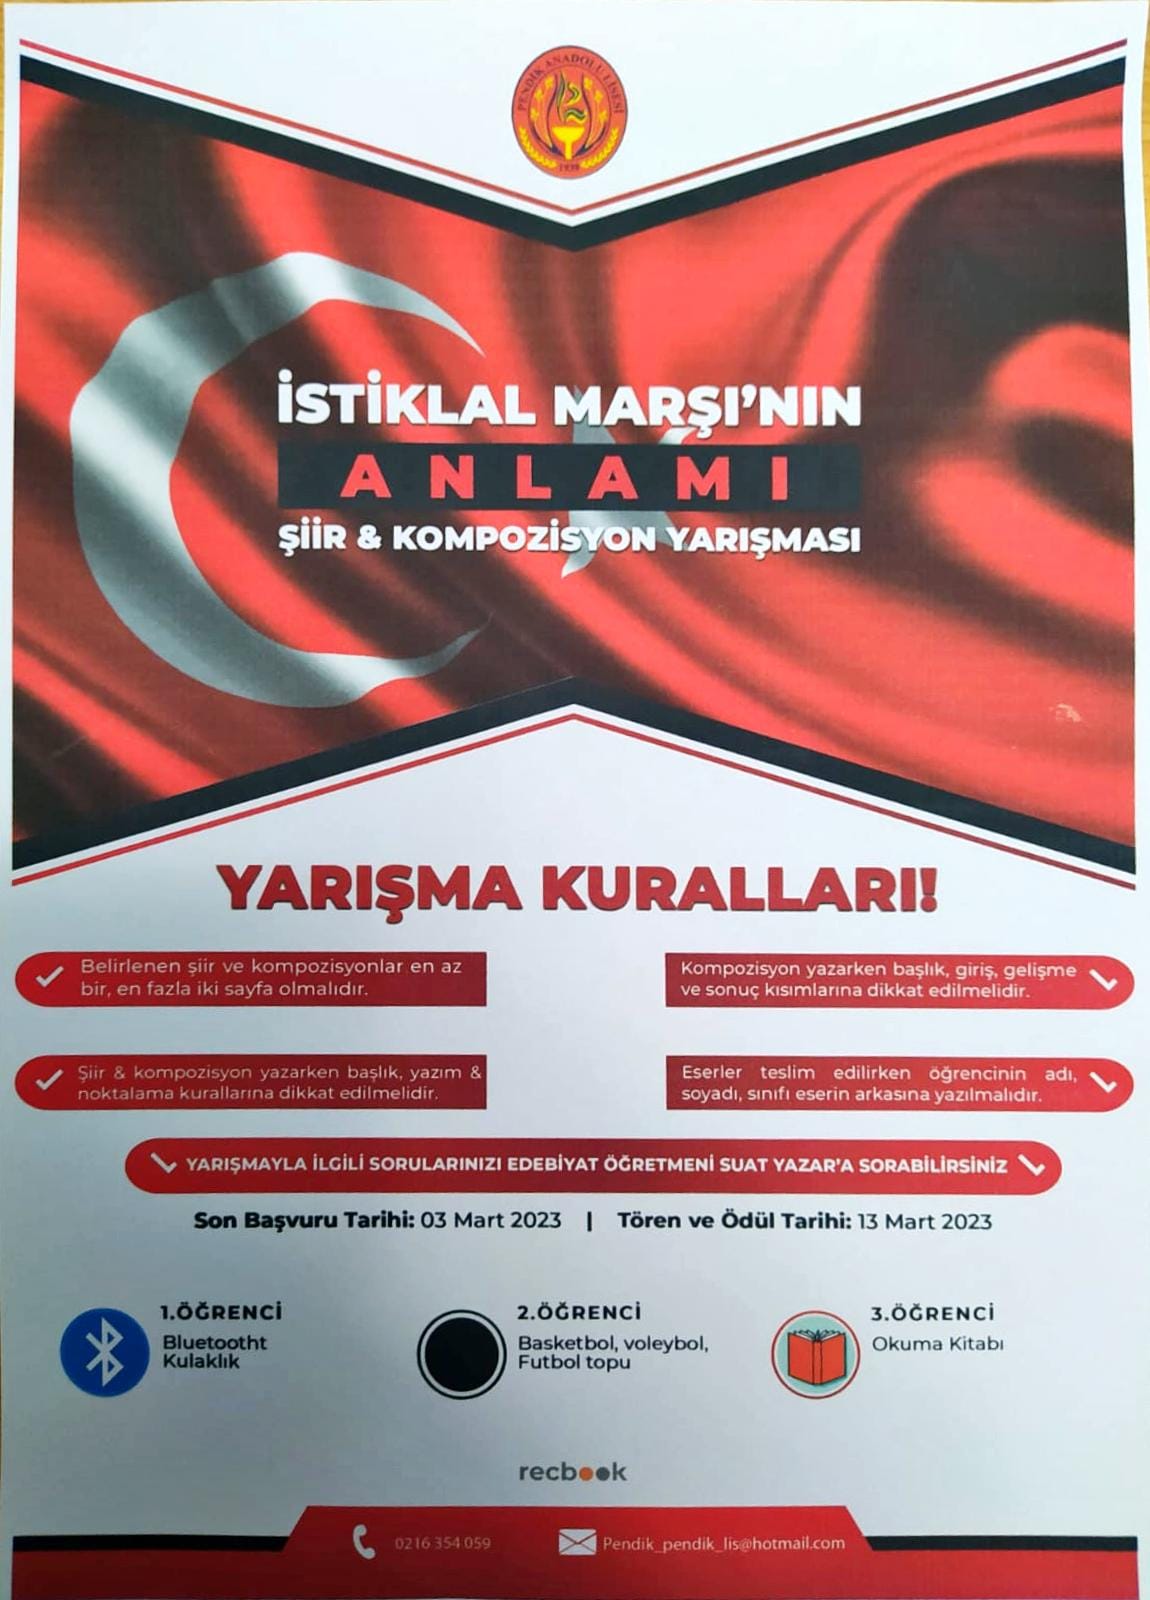 PENDİK ANADOLU LİSESİ
İSTİKLAL MARŞI'NIN
ANLAMI
ŞİİR & KOMPOZİSYON YARIŞMASI
YARIŞMA KURALLARI!
Belirlenen şiir ve kompozisyonlar en az
bir, en fazla iki sayfa olmalıdır.
Kompozisyon yazarken başlık, giriş, gelişme
ve sonuç kısımlarına dikkat edilmelidir.
Şiir & kompozisyon yazarken başlık, yazım &
noktalama kurallarına dikkat edilmelidir.
Eserler teslim edilirken öğrencinin adı,
soyadı, sınıfı eserin arkasına yazılmalıdır.
YARIŞMAYLA İLGİLİ SORULARINIZI EDEBİYAT ÖĞRETMENİ SUAT YAZAR'A SORABİLİRSİNİZ
Son Başvuru Tarihi: 03 Mart 2023 | Tören ve Ödül Tarihi: 13 Mart 2023
1.ÖĞRENCİ
Bluetootht
Kulaklık
2.ÖĞRENCİ
Basketbol, voleybol,
Futbol topu
3.ÖĞRENCİ
Okuma Kitabı
recbook
0216 354 059
Pendik_pendik_lis@hotmail.com